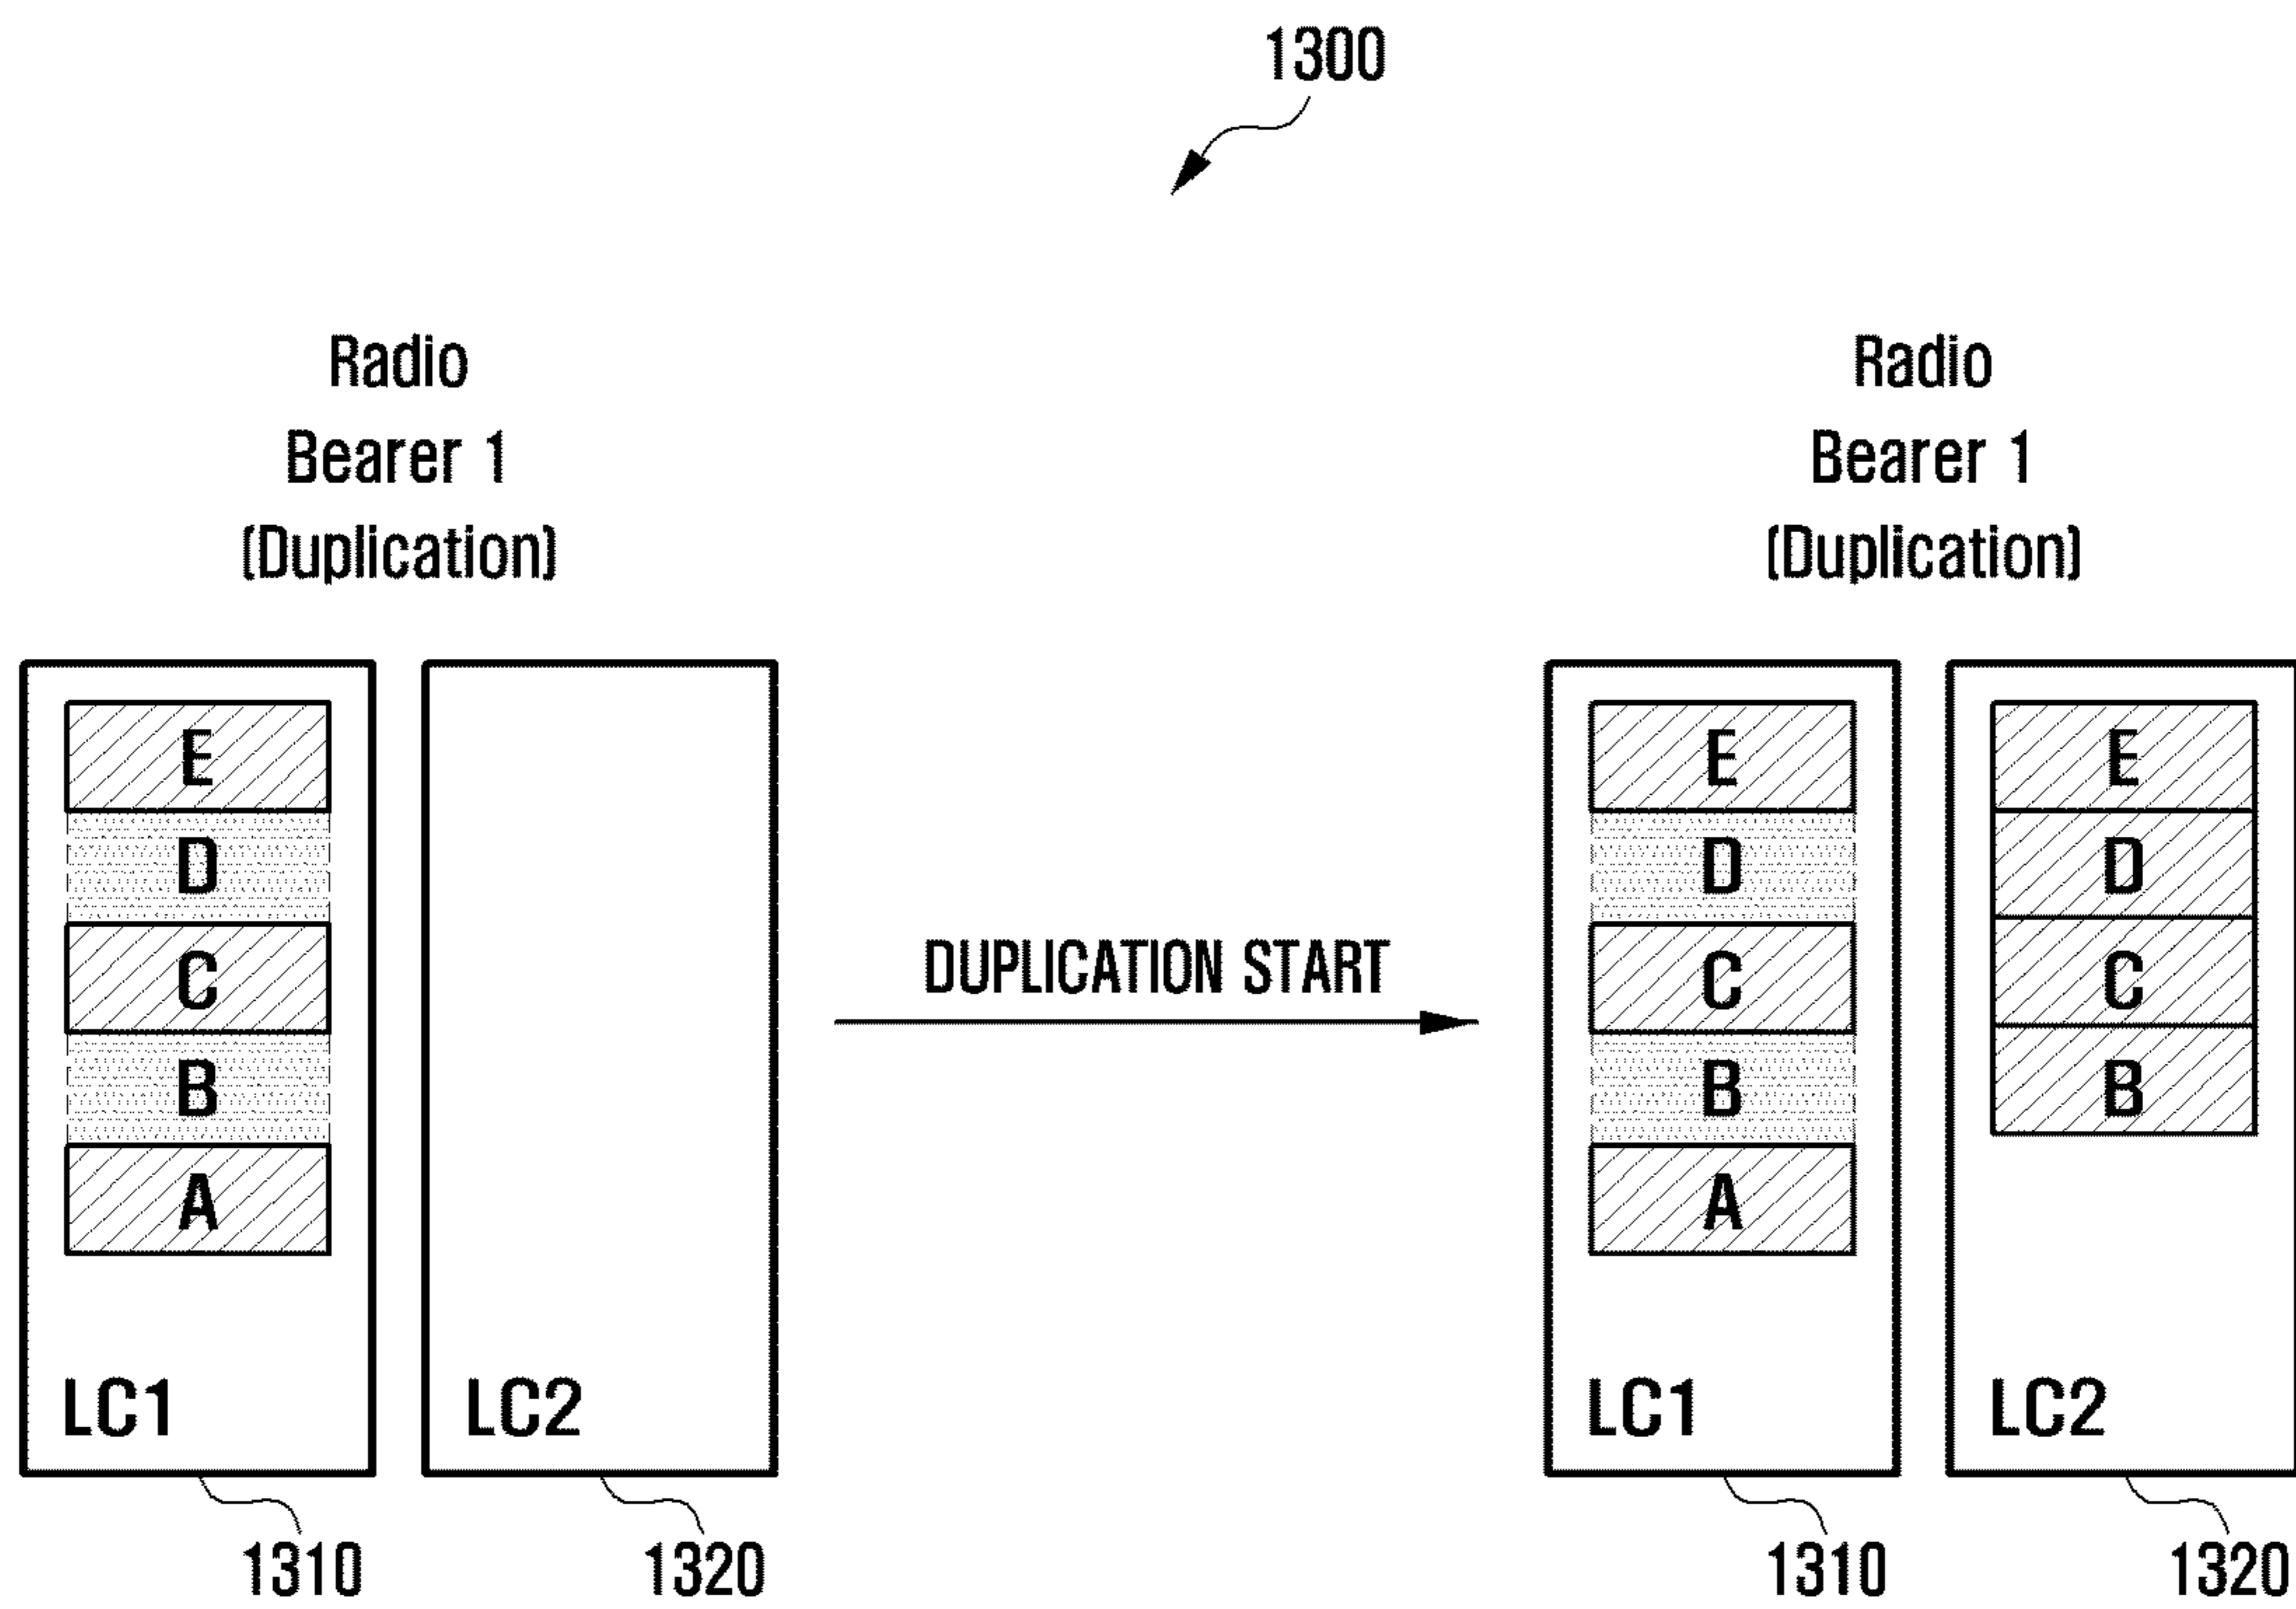 1300
Radio
Bearer 1
(Duplication)
E
D
C
B
A
LC1
LC2
1310
1320
DUPLICATION START
Radio
Bearer 1
(Duplication)
E
D
C
B
A
LC1
E
D
C
B
LC2
1310
1320